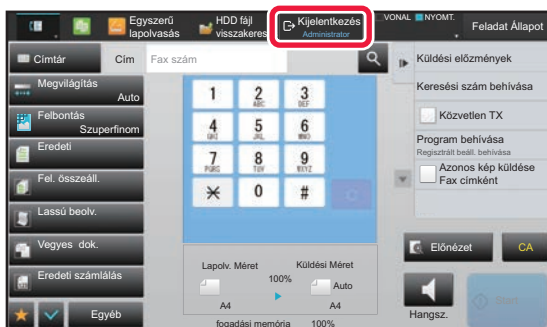 Egyszerű
lapolvasás
HDD fájl
visszakeres
Kijelentkezés
Administrator
VONAL
NYOMT.
Feladat Állapot
Címtár
Cím
Fax szám
Megvilágítás
Auto
Felbontás
Szuperfinom
Eredeti
Fel. összeáll.
Lassú beolv.
Vegyes dok.
Eredeti számlálás
Egyéb
1
2
ABC
3
DEF
4
GHI
5
JKL
6
MNO
7
PQRS
8
TUV
9
WXYZ
0
#
Lapolv. Méret
100%
Küldési Méret
Auto
A4
A4
fogadási memória 100%
Küldési előzmények
Keresési szám behívása
Közvetlen TX
Program behívása
Regisztrált beáll. behívása
Azonos kép küldése
Fax címként
Előnézet
CA
Hangsz.
Start